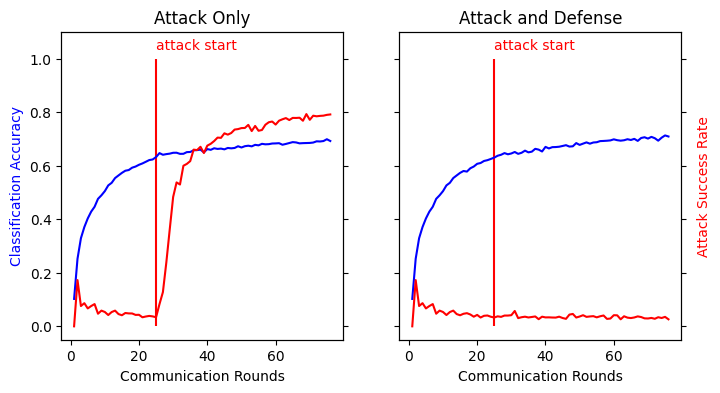 Attack Only
Attack and Defense
attack start
attack start
1.0
0.8
0.6
0.4
0.2
0.0
Classification Accuracy
Attack Success Rate
0 20 40 60
0 20 40 60
Communication Rounds
Communication Rounds